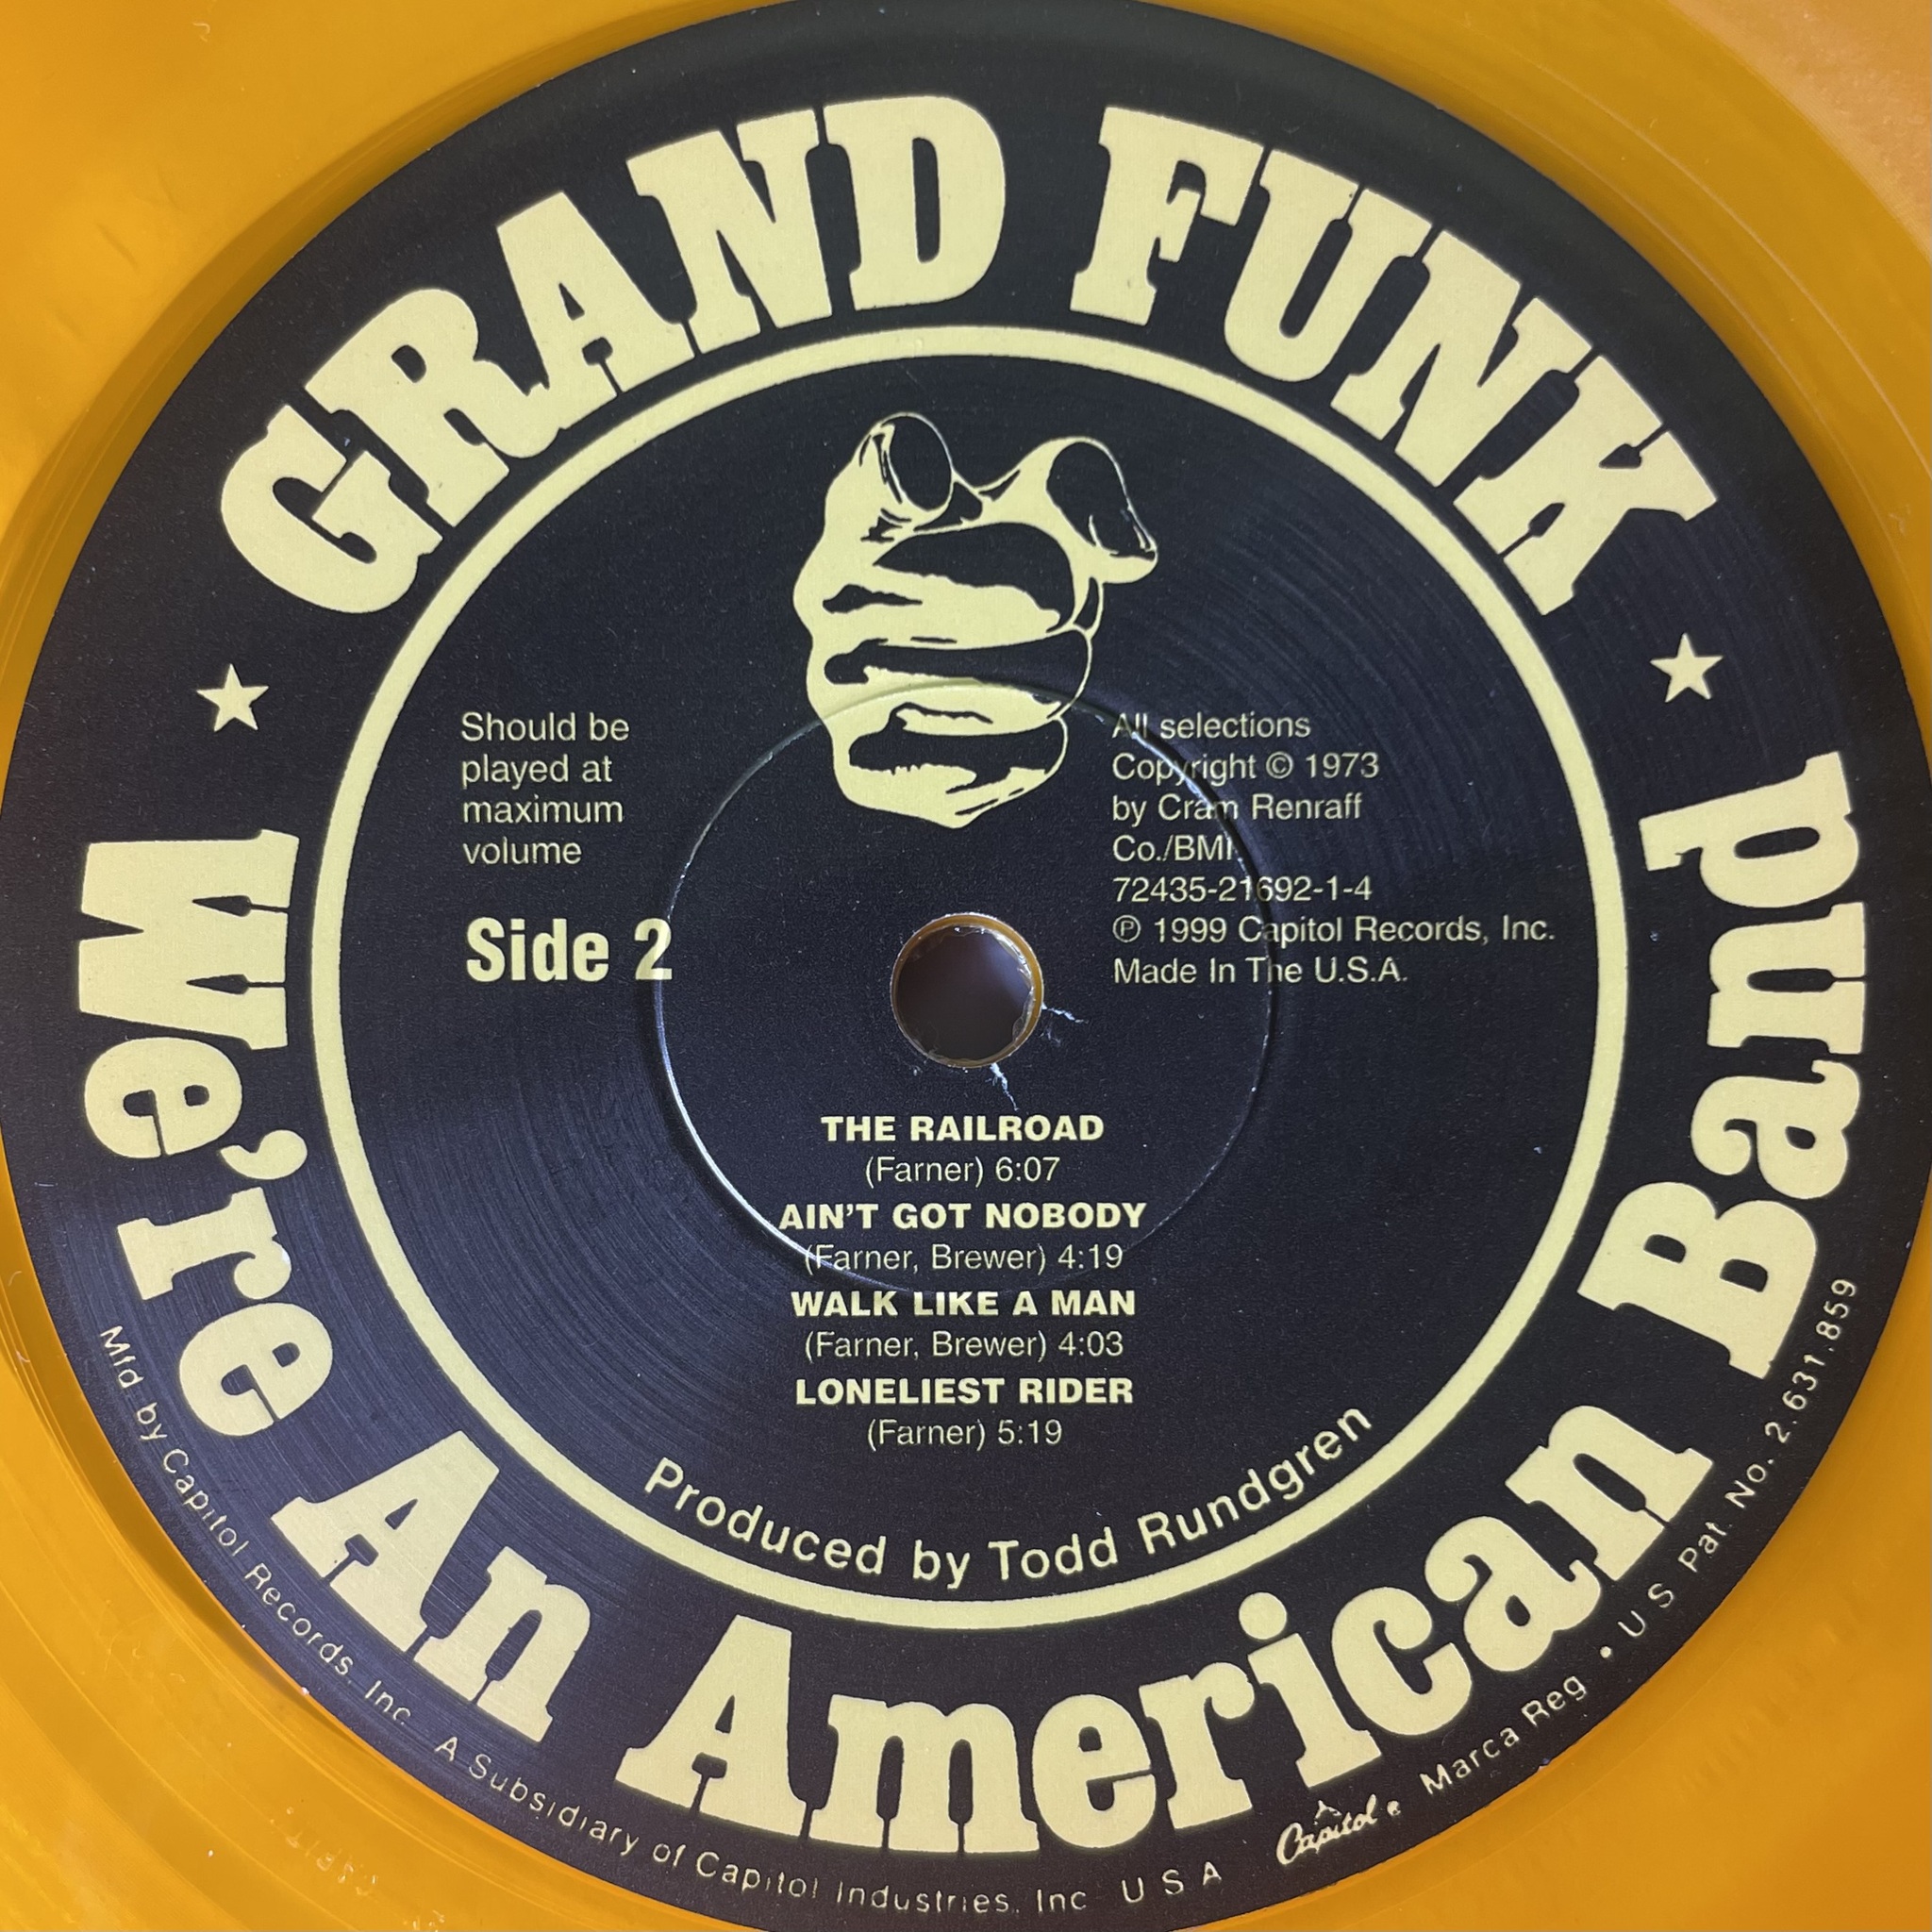 GRAND FUNK
Should be
played at
maximum
volume
Side 2
All selections
Copyright © 1973
by Cram Renraff
Co./BMI.
72435-21692-1-4
℗ 1999 Capitol Records, Inc.
Made In The U.S.A.
THE RAILROAD
(Farner) 6:07
AIN'T GOT NOBODY
(Farner, Brewer) 4:19
WALK LIKE A MAN
(Farner, Brewer) 4:03
LONELIEST RIDER
(Farner) 5:19
Produced by Todd Rundgren
We're An American Band
Mfd by Capitol Records, Inc. A Subsidiary of Capitol Industries, Inc U S A Capitol Marca Reg • U S Pat. No. 2.631.859